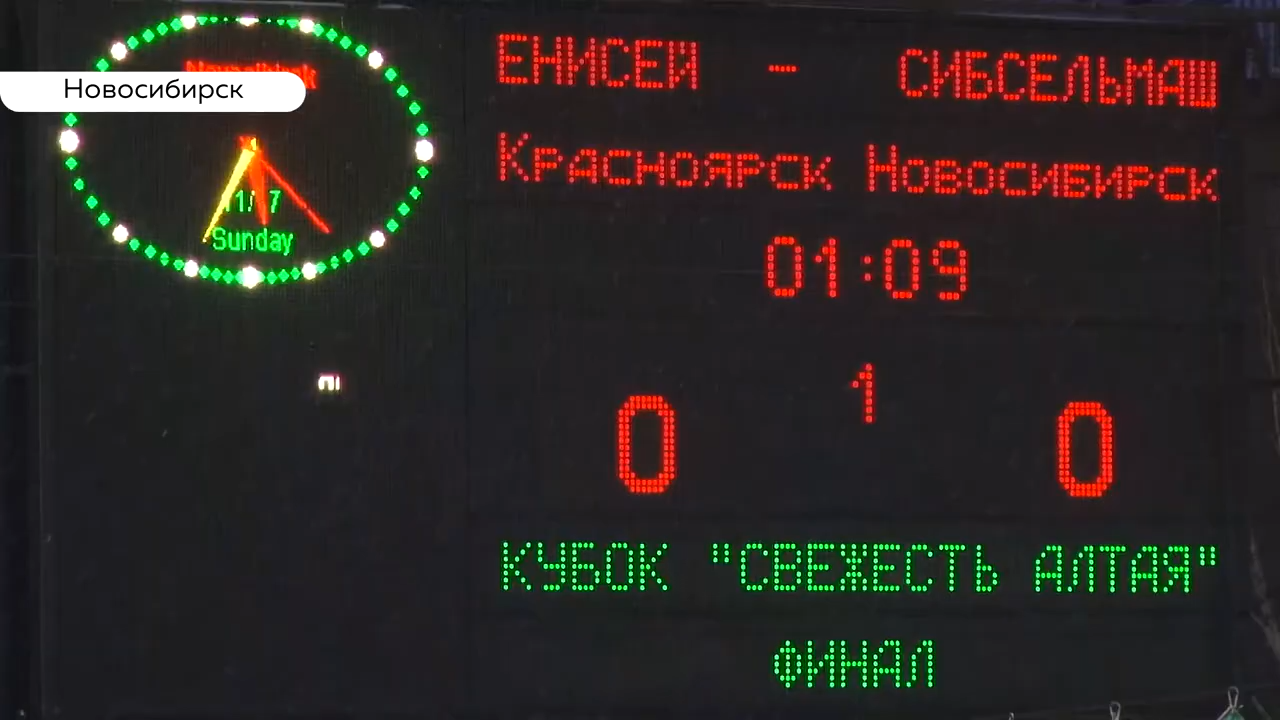 Новосибирск
Sunday
ЕНИСЕЙ - СИБСЕЛЬМАШ
Красноярск Новосибирск
01:09
1
0 0
КУБОК "СВЕЖЕСТЬ АЛТАЯ"
ФИНАЛ